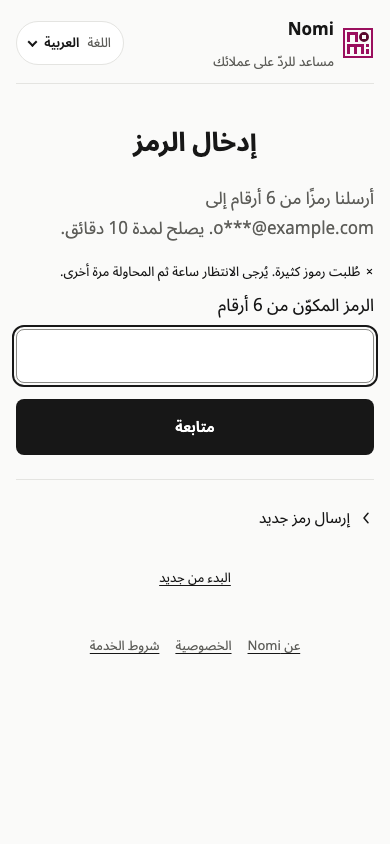 Nomi
مساعد للردّ على عملائك
اللغة العربية
إدخال الرمز
أرسلنا رمزًا من 6 أرقام إلى
o***@example.com. يصلح لمدة 10 دقائق.
× طُلبت رموز كثيرة. يُرجى الانتظار ساعة ثم المحاولة مرة أخرى.
الرمز المكوّن من 6 أرقام
متابعة
إرسال رمز جديد
البدء من جديد
عن Nomi الخصوصية شروط الخدمة